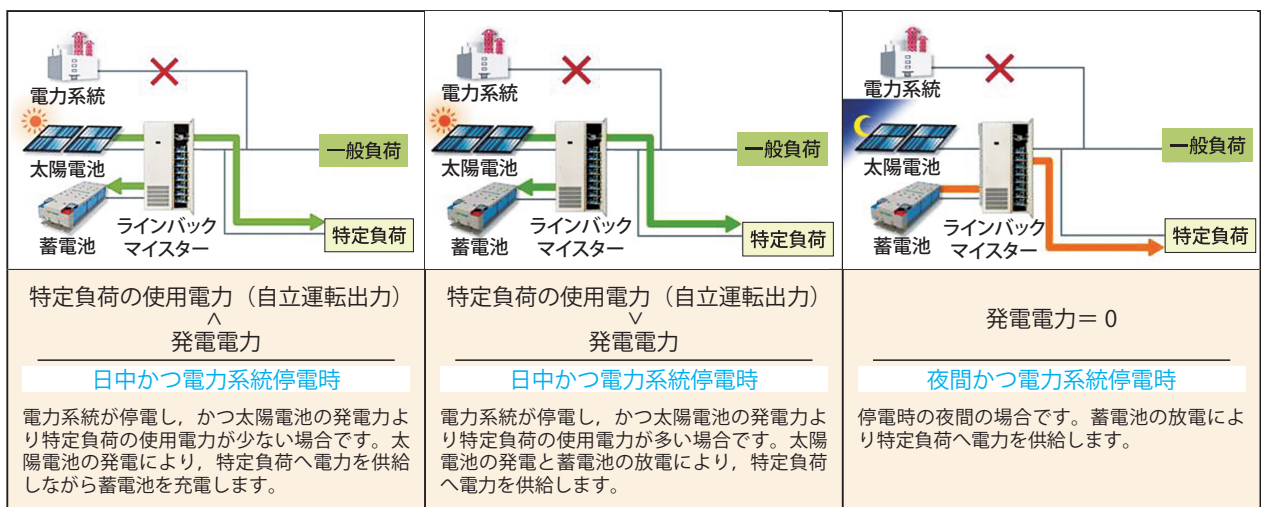 電力系統
太陽電池
蓄電池
ラインバック
マイスター
一般負荷
特定負荷
特定負荷の使用電力（自立運転出力）
＜
発電電力
日中かつ電力系統停電時
電力系統が停電し，かつ太陽電池の発電力よ
り特定負荷の使用電力が少ない場合です。太
陽電池の発電により，特定負荷へ電力を供給
しながら蓄電池を充電します。
電力系統
太陽電池
蓄電池
ラインバック
マイスター
一般負荷
特定負荷
特定負荷の使用電力（自立運転出力）
＞
発電電力
日中かつ電力系統停電時
電力系統が停電し，かつ太陽電池の発電力よ
り特定負荷の使用電力が多い場合です。太陽
電池の発電と蓄電池の放電により，特定負荷
へ電力を供給します。
電力系統
太陽電池
蓄電池
ラインバック
マイスター
一般負荷
特定負荷
発電電力＝0
夜間かつ電力系統停電時
停電時の夜間の場合です。蓄電池の放電によ
り特定負荷へ電力を供給します。